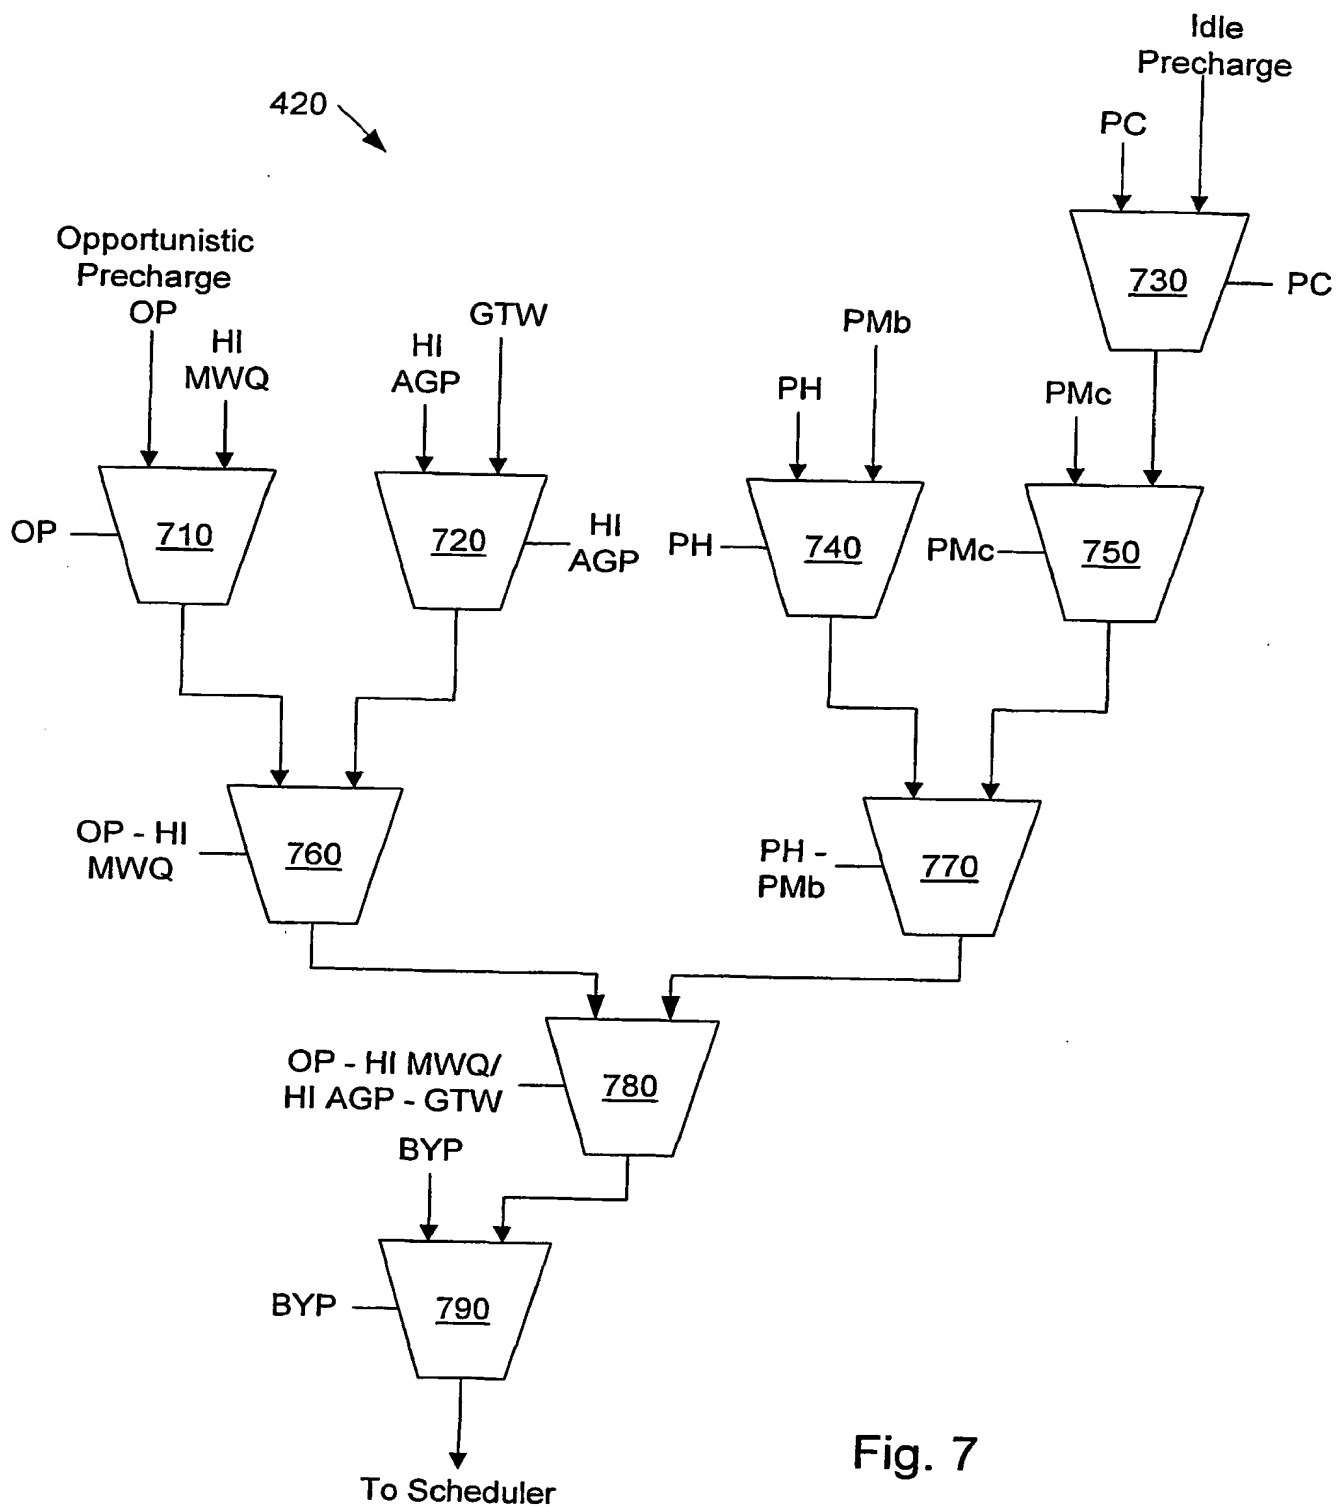 Idle
Precharge
420
PC
Opportunistic
Precharge
OP
730
PC
GTW
PMb
HI
MWQ
HI
AGP
PH
PMc
OP
710
720
HI
AGP
PH
740
PMc
750
OP - HI
MWQ
760
PH -
PMb
770
OP - HI MWQ/
HI AGP - GTW
780
BYP
BYP
790
To Scheduler
Fig. 7